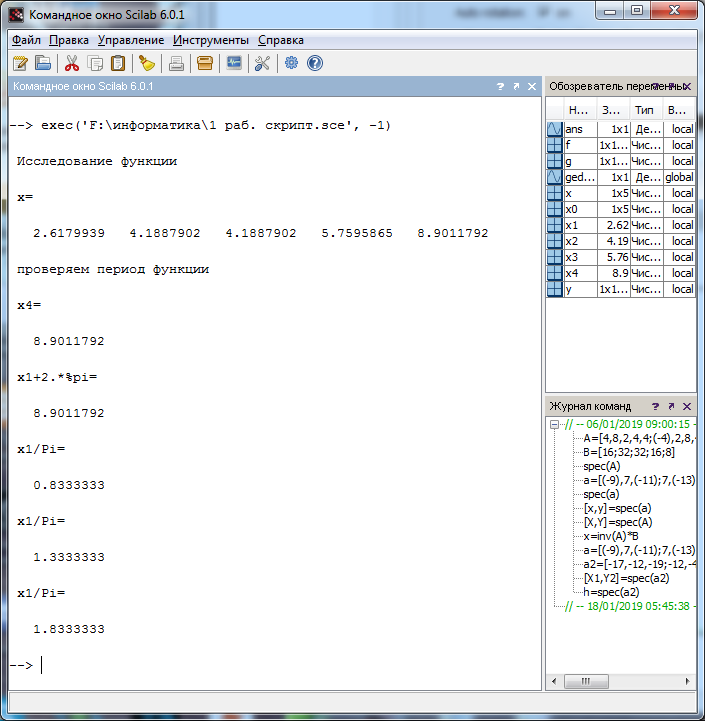 Командное окно Scilab 6.0.1
Файл Правка Управление Инструменты Справка
Командное окно Scilab 6.0.1
--> exec('F:\информатика\1 раб. скрипт.sce', -1)
Исследование функции
x=
2.6179939 4.1887902 4.1887902 5.7595865 8.9011792
проверяем период функции
x4=
8.9011792
x1+2.*%pi=
8.9011792
x1/Pi=
0.8333333
x1/Pi=
1.3333333
x1/Pi=
1.8333333
-->
Обозреватель переменных
Н... З... Тип В...
ans 1x1 Де... local
f 1x1... Чис... local
g 1x1... Чис... local
ged... 1x1 Де... global
x 1x5 Чис... local
x0 1x5 Чис... local
x1 2.62 Чис... local
x2 4.19 Чис... local
x3 5.76 Чис... local
x4 8.9 Чис... local
y 1x1... Чис... local
Журнал команд
// -- 06/01/2019 09:00:15 -
A=[4,8,2,4,4;(-4),2,8,-
B=[16;32;32;16;8]
spec(A)
a=[(-9),7,(-11);7,(-13)
spec(a)
[x,y]=spec(a)
[X,Y]=spec(A)
x=inv(A)*B
a=[(-9),7,(-11);7,(-13)
a2=[-17,-12,-19;-12,-4
[X1,Y2]=spec(a2)
h=spec(a2)
// -- 18/01/2019 05:45:38 -